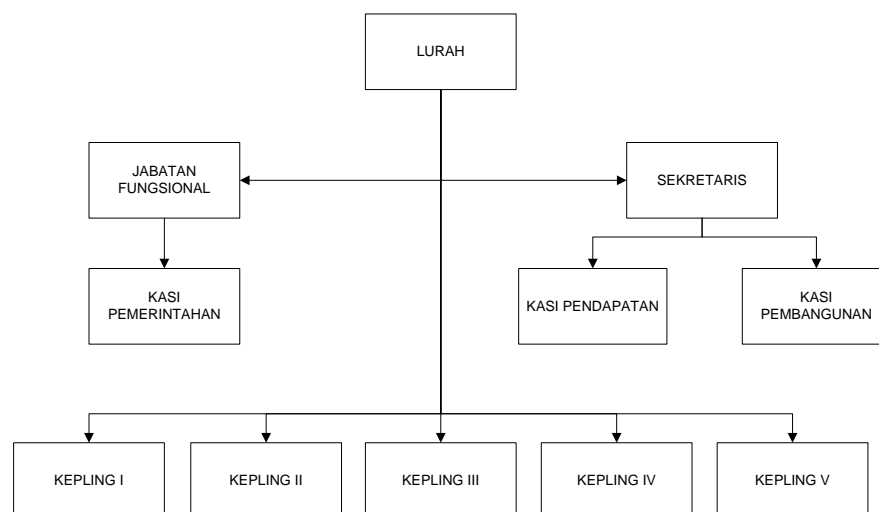 LURAH
JABATAN
FUNGSIONAL
SEKRETARIS
KASI
PEMERINTAHAN
KASI PENDAPATAN
KASI
PEMBANGUNAN
KEPLING I
KEPLING II
KEPLING III
KEPLING IV
KEPLING V